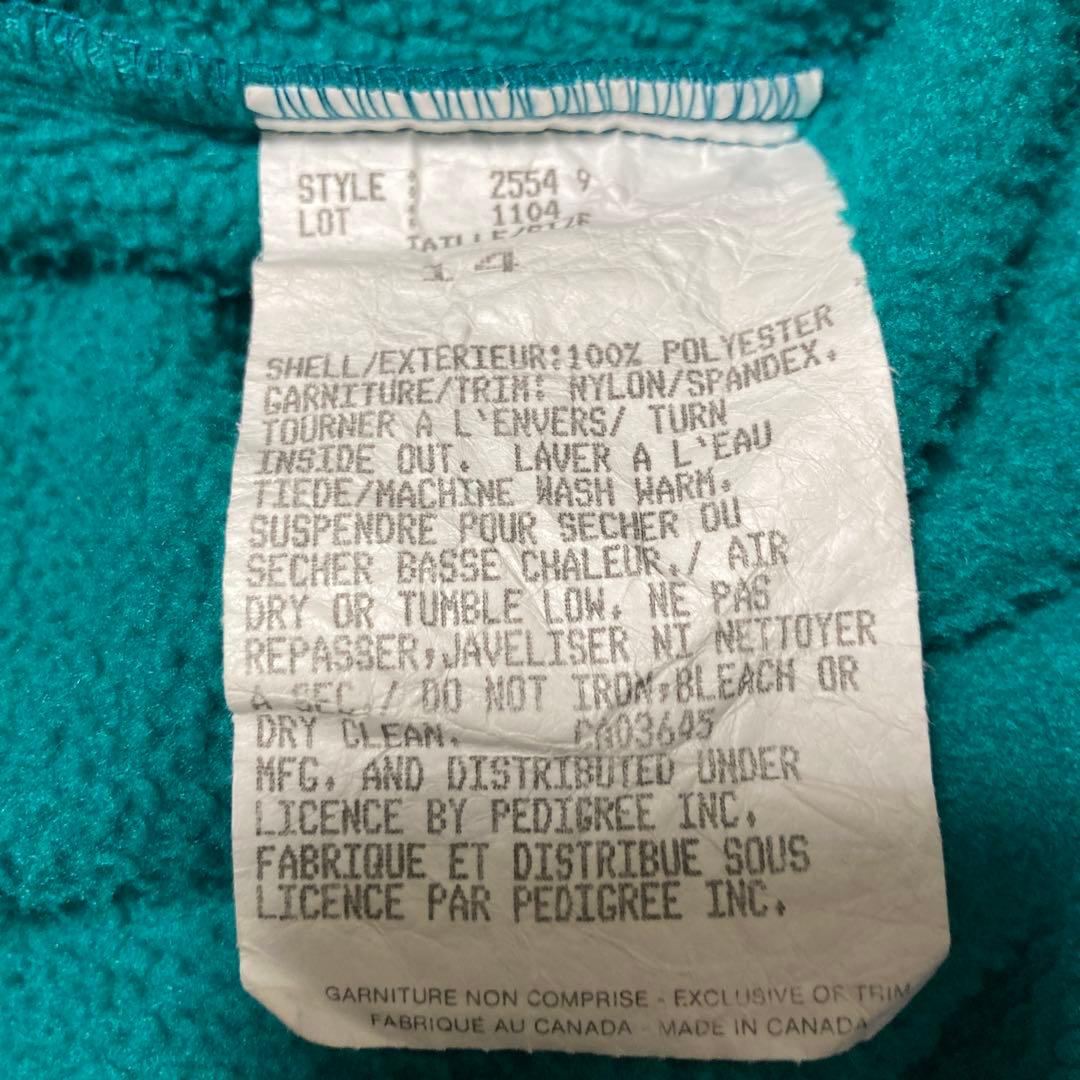 STYLE : 2554 9
LOT : 1104
TAILLE/SIZE
14
SHELL/EXTERIEUR:100% POLYESTER
GARNITURE/TRIM: NYLON/SPANDEX.
TOURNER A L'ENVERS/ TURN
INSIDE OUT. LAVER A L'EAU
TIEDE/MACHINE WASH WARM.
SUSPENDRE POUR SECHER OU
SECHER BASSE CHALEUR./ AIR
DRY OR TUMBLE LOW. NE PAS
REPASSER,JAVELISER NI NETTOYER
A SEC / DO NOT IRON,BLEACH OR
DRY CLEAN. CA03645
MFG. AND DISTRIBUTED UNDER
LICENCE BY PEDIGREE INC.
FABRIQUE ET DISTRIBUE SOUS
LICENCE PAR PEDIGREE INC.
GARNITURE NON COMPRISE - EXCLUSIVE OF TRIM
FABRIQUÉ AU CANADA - MADE IN CANADA